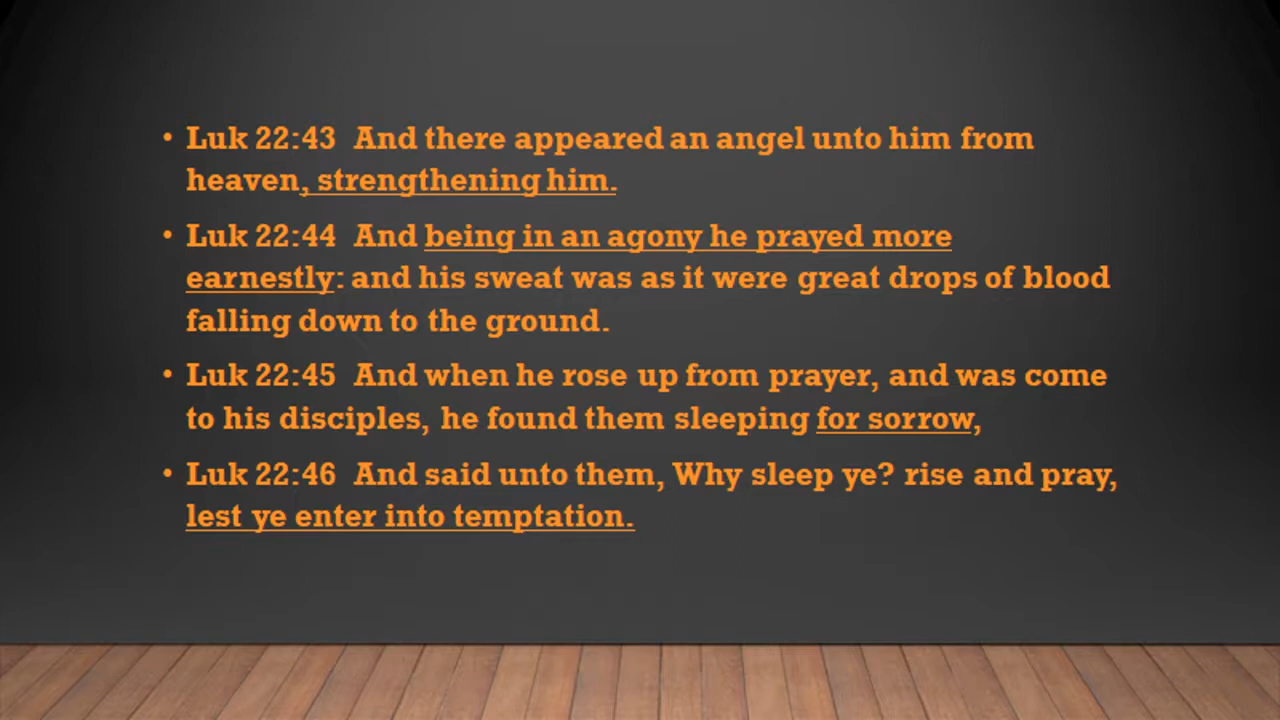 • Luk 22:43  And there appeared an angel unto him from
heaven, strengthening him.
• Luk 22:44  And being in an agony he prayed more
earnestly: and his sweat was as it were great drops of blood
falling down to the ground.
• Luk 22:45  And when he rose up from prayer, and was come
to his disciples, he found them sleeping for sorrow,
• Luk 22:46  And said unto them, Why sleep ye? rise and pray,
lest ye enter into temptation.